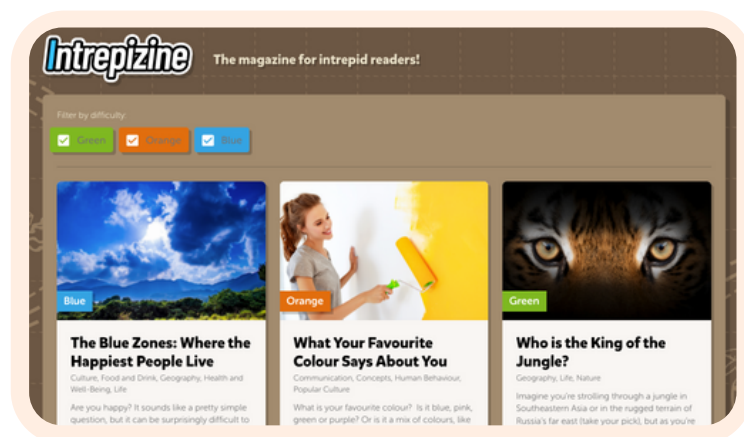 Intrepizine
The magazine for intrepid readers!
Filter by difficulty
Green
Orange
Blue
Blue
The Blue Zones: Where the
Happiest People Live
Culture, Food and Drink, Geography, Health and
Well-Being, Life
Are you happy? It sounds like a pretty simple
question, but it can be surprisingly difficult to
Orange
What Your Favourite
Colour Says About You
Communication, Concepts, Human Behaviour,
Popular Culture
What is your favourite colour? Is it blue, pink,
green or purple? Or is it a mix of colours, like
Green
Who is the King of the
Jungle?
Geography, Life, Nature
Imagine you're strolling through a jungle in
Southeastern Asia or in the rugged terrain of
Russia's far east (take your pick), but as you're